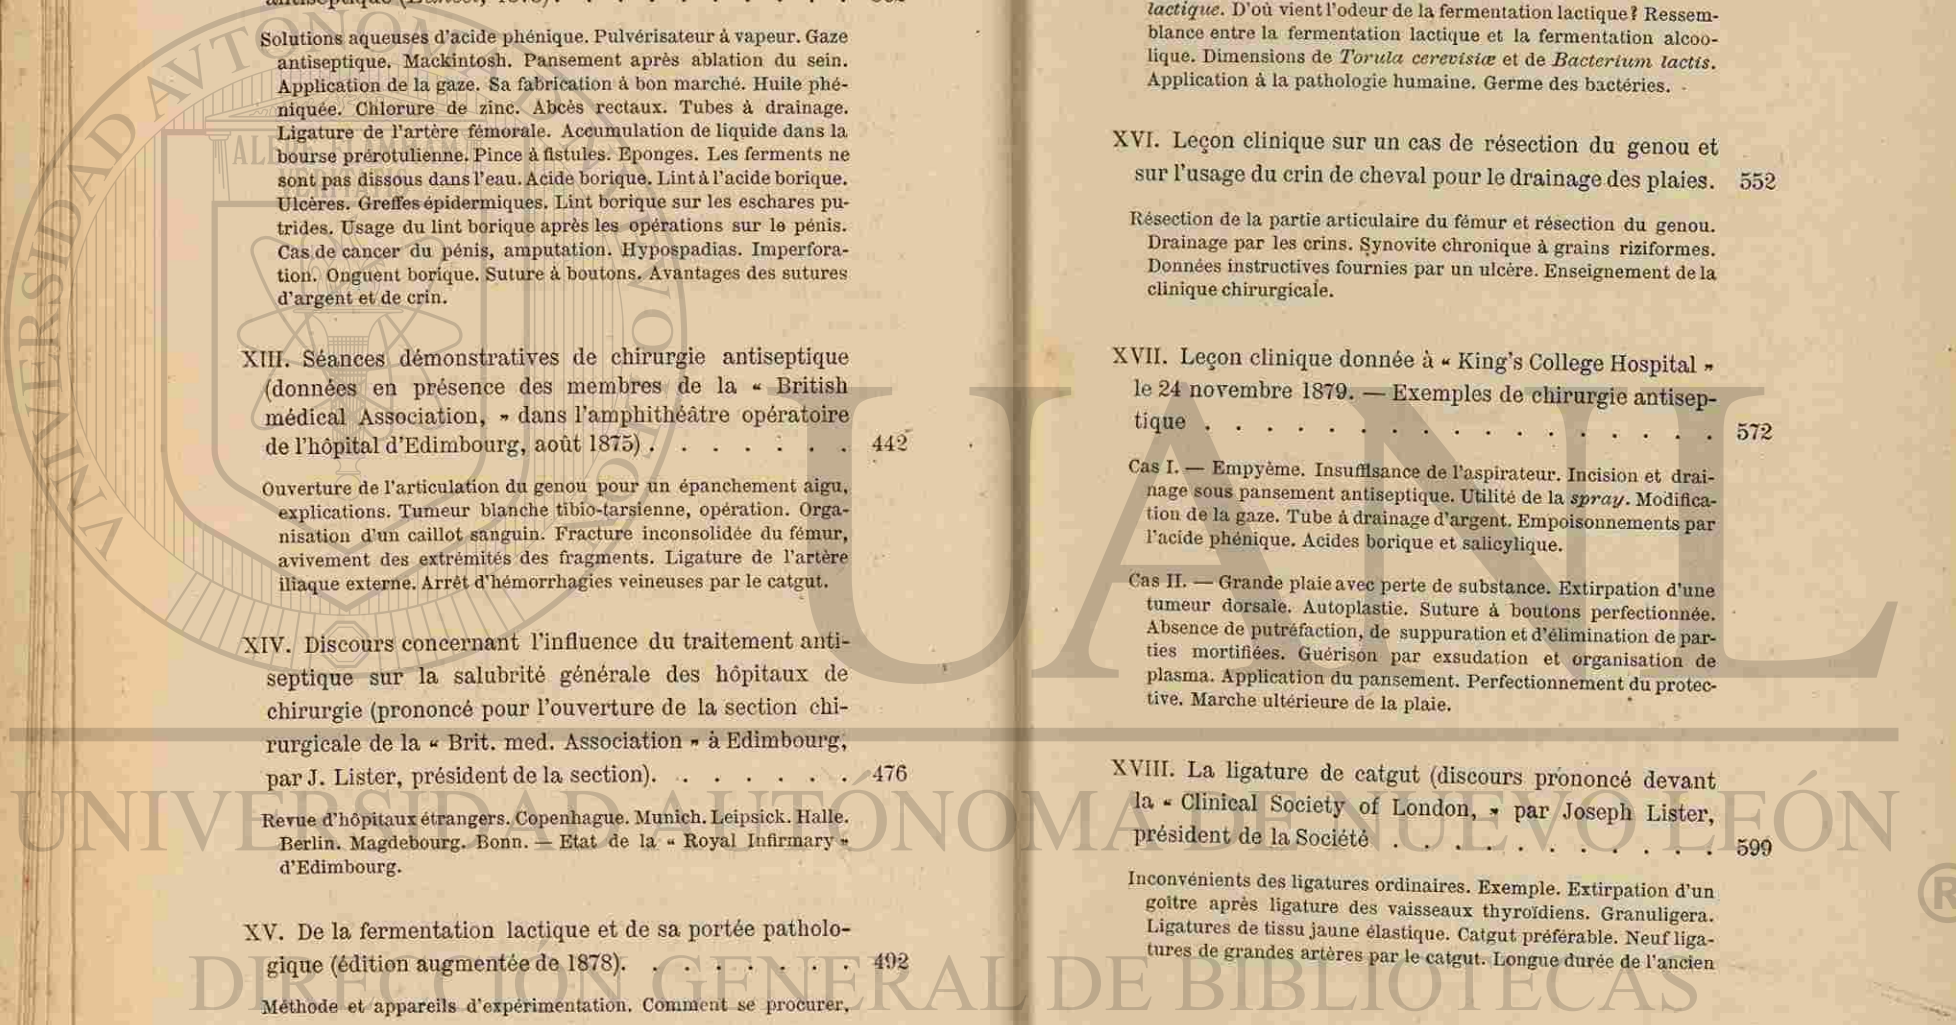 Solutions aqueuses d'acide phénique. Pulvérisateur à vapeur. Gaze
antiseptique. Mackintosh. Pansement après ablation du sein.
Application de la gaze. Sa fabrication à bon marché. Huile phé-
niquée. Chlorure de zinc. Abcès rectaux. Tubes à drainage.
Ligature de l'artère fémorale. Accumulation de liquide dans la
bourse prérotulienne. Pince à fistules. Eponges. Les ferments ne
sont pas dissous dans l'eau. Acide borique. Lint à l'acide borique.
Ulcères. Greffes épidermiques. Lint borique sur les eschares pu-
trides. Usage du lint borique après les opérations sur le pénis.
Cas de cancer du pénis, amputation. Hypospadias. Imperfora-
tion. Onguent borique. Suture à boutons. Avantages des sutures
d'argent et de crin.
XIII. Séances démonstratives de chirurgie antiseptique
(données en présence des membres de la « British
médical Association, » dans l'amphithéâtre opératoire
de l'hôpital d'Edimbourg, août 1875) . . . . . . . 442
Ouverture de l'articulation du genou pour un épanchement aigu,
explications. Tumeur blanche tibio-tarsienne, opération. Orga-
nisation d'un caillot sanguin. Fracture inconsolidée du fémur,
avivement des extrémités des fragments. Ligature de l'artère
iliaque externe. Arrêt d'hémorrhagies veineuses par le catgut.
XIV. Discours concernant l'influence du traitement anti-
septique sur la salubrité générale des hôpitaux de
chirurgie (prononcé pour l'ouverture de la section chi-
rurgicale de la « Brit. med. Association » à Edimbourg,
par J. Lister, président de la section). . . . . . . 476
Revue d'hôpitaux étrangers. Copenhague. Munich. Leipsick. Halle.
Berlin. Magdebourg. Bonn. — Etat de la « Royal Infirmary »
d'Edimbourg.
XV. De la fermentation lactique et de sa portée patholo-
gique (édition augmentée de 1878). . . . . . . . 492
Méthode et appareils d'expérimentation. Comment se procurer,
lactique. D'où vient l'odeur de la fermentation lactique? Ressem-
blance entre la fermentation lactique et la fermentation alcoo-
lique. Dimensions de Torula cerevisiæ et de Bacterium lactis.
Application à la pathologie humaine. Germe des bactéries.
XVI. Leçon clinique sur un cas de résection du genou et
sur l'usage du crin de cheval pour le drainage des plaies. 552
Résection de la partie articulaire du fémur et résection du genou.
Drainage par les crins. Synovite chronique à grains riziformes.
Données instructives fournies par un ulcère. Enseignement de la
clinique chirurgicale.
XVII. Leçon clinique donnée à « King's College Hospital »
le 24 novembre 1879. — Exemples de chirurgie antisep-
tique . . . . . . . . . . . . . . . . . 572
Cas I. — Empyème. Insuffisance de l'aspirateur. Incision et drai-
nage sous pansement antiseptique. Utilité de la spray. Modifica-
tion de la gaze. Tube à drainage d'argent. Empoisonnements par
l'acide phénique. Acides borique et salicylique.
Cas II. — Grande plaie avec perte de substance. Extirpation d'une
tumeur dorsale. Autoplastie. Suture à boutons perfectionnée.
Absence de putréfaction, de suppuration et d'élimination de par-
ties mortifiées. Guérison par exsudation et organisation de
plasma. Application du pansement. Perfectionnement du protec-
tive. Marche ultérieure de la plaie.
XVIII. La ligature de catgut (discours prononcé devant
la « Clinical Society of London, » par Joseph Lister,
président de la Société . . . . . . . . . . . 599
Inconvénients des ligatures ordinaires. Exemple. Extirpation d'un
goître après ligature des vaisseaux thyroïdiens. Granuligera.
Ligatures de tissu jaune élastique. Catgut préférable. Neuf liga-
tures de grandes artères par le catgut. Longue durée de l'ancien
UNIVERSIDAD AUTÓNOMA
ALERE FLAMMAM
VERITATIS
UANL
UNIVERSIDAD AUTÓNOMA DE NUEVO LEÓN
®
DIRECCIÓN GENERAL DE BIBLIOTECAS